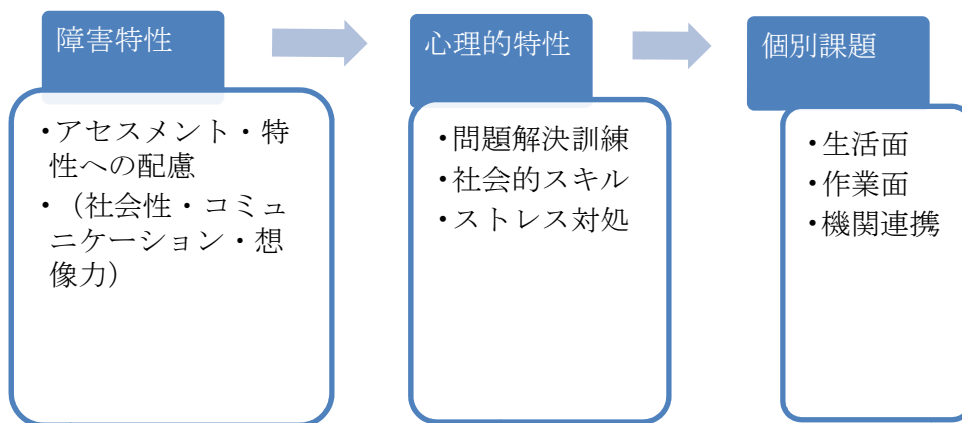 障害特性
・アセスメント・特
性への配慮
・（社会性・コミュ
ニケーション・想
像力）
心理的特性
・問題解決訓練
・社会的スキル
・ストレス対処
個別課題
・生活面
・作業面
・機関連携